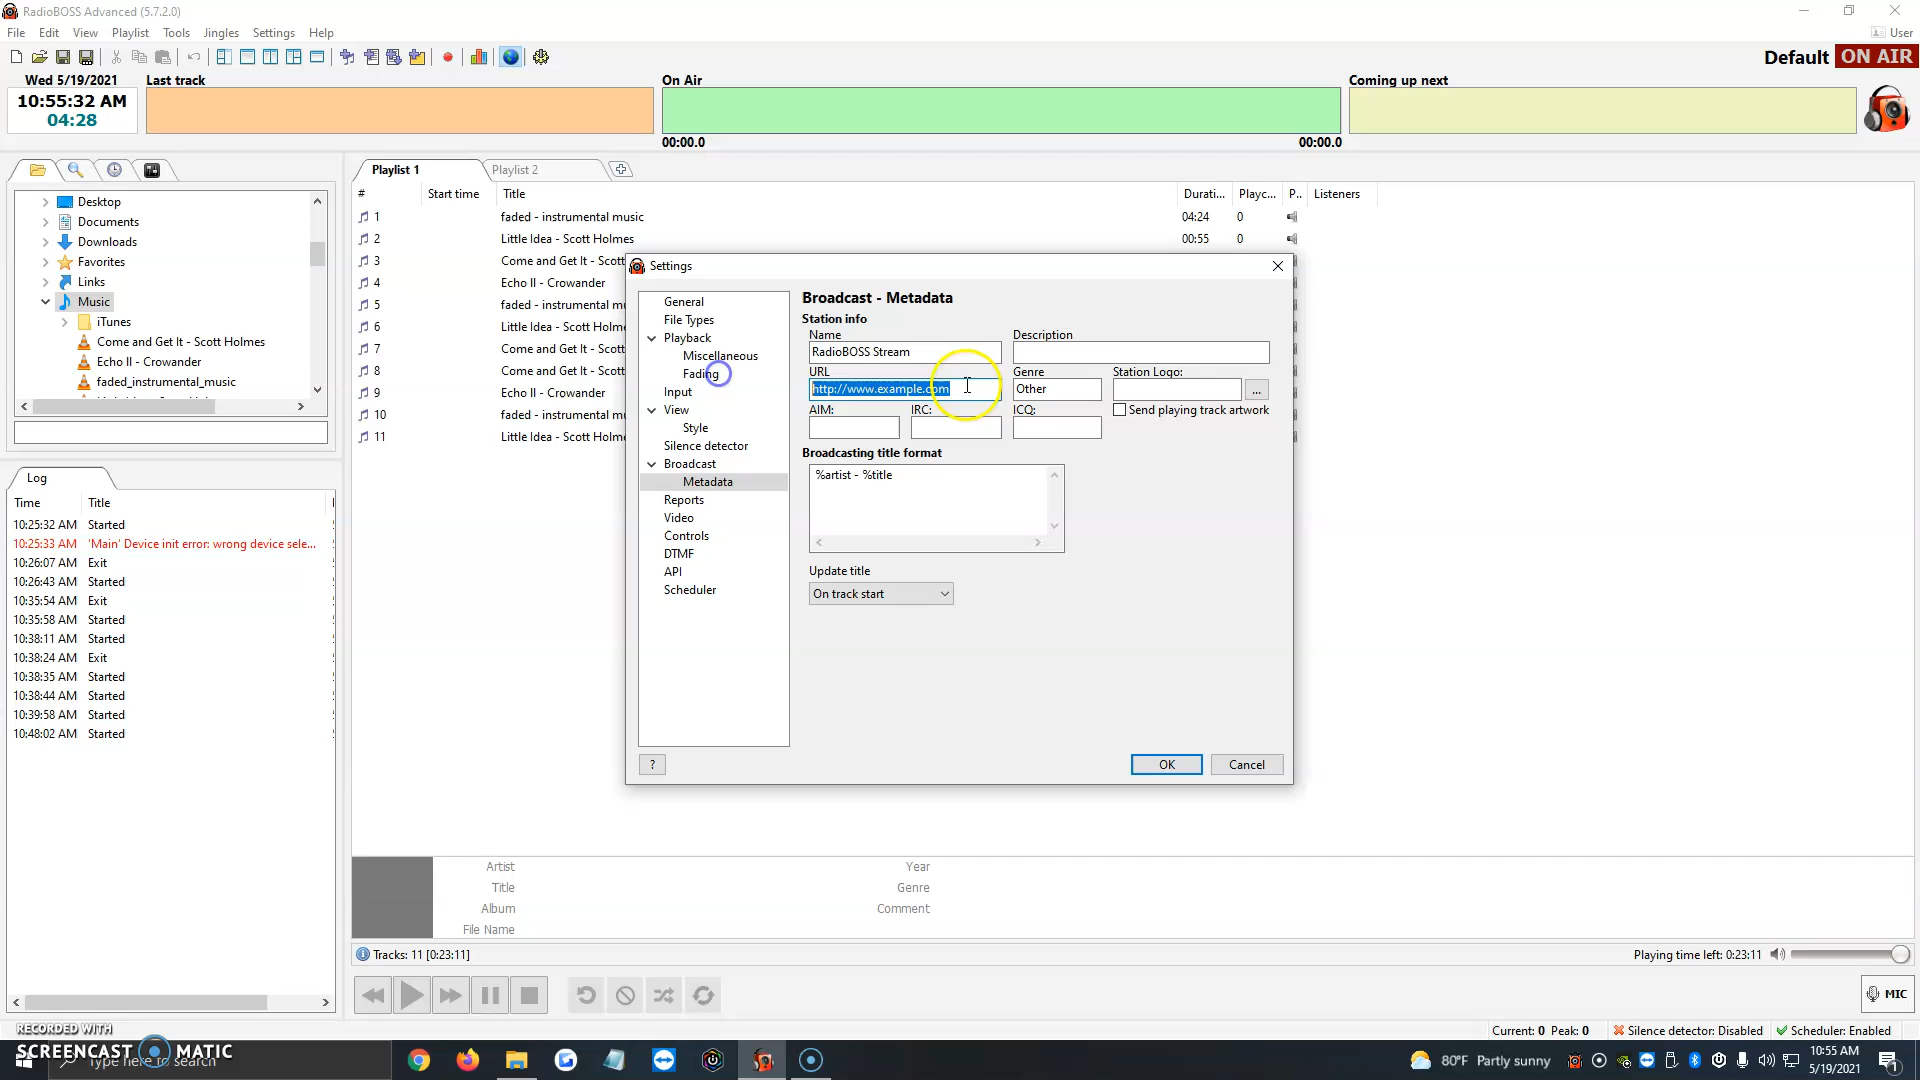 RadioBOSS Advanced (5.7.2.0)
File Edit View Playlist Tools Jingles Settings Help
User
Default ON AIR
Wed 5/19/2021
10:55:32 AM
04:28
Last track
On Air
Coming up next
00:00.0 00:00.0
Desktop
Documents
Downloads
Favorites
Links
Music
iTunes
Come and Get It - Scott Holmes
Echo II - Crowander
faded_instrumental_music
Playlist 1 Playlist 2
# Start time Title Durati... Playc... P.. Listeners
1 faded - instrumental music 04:24 0
2 Little Idea - Scott Holmes 00:55 0
3 Come and Get It - Scott
4 Echo II - Crowander
5 faded - instrumental mu
6 Little Idea - Scott Holme
7 Come and Get It - Scott
8 Come and Get It - Scott
9 Echo II - Crowander
10 faded - instrumental mu
11 Little Idea - Scott Holme
Settings
General
File Types
Playback
Miscellaneous
Fading
Input
View
Style
Silence detector
Broadcast
Metadata
Reports
Video
Controls
DTMF
API
Scheduler
Broadcast - Metadata
Station info
Name Description
RadioBOSS Stream
URL Genre Station Logo:
http://www.example.com Other ...
AIM: IRC: ICQ: Send playing track artwork
Broadcasting title format
%artist - %title
Update title
On track start
? OK Cancel
Log
Time Title
10:25:32 AM Started
10:25:33 AM 'Main' Device init error: wrong device sele...
10:26:07 AM Exit
10:26:43 AM Started
10:35:54 AM Exit
10:35:58 AM Started
10:38:11 AM Started
10:38:24 AM Exit
10:38:35 AM Started
10:38:44 AM Started
10:39:58 AM Started
10:48:02 AM Started
Artist Year
Title Genre
Album Comment
File Name
Tracks: 11 [0:23:11] Playing time left: 0:23:11
MIC
Current: 0 Peak: 0 Silence detector: Disabled Scheduler: Enabled
RECORDED WITH
SCREENCAST MATIC
Type here to search
80°F Partly sunny
10:55 AM
5/19/2021
1